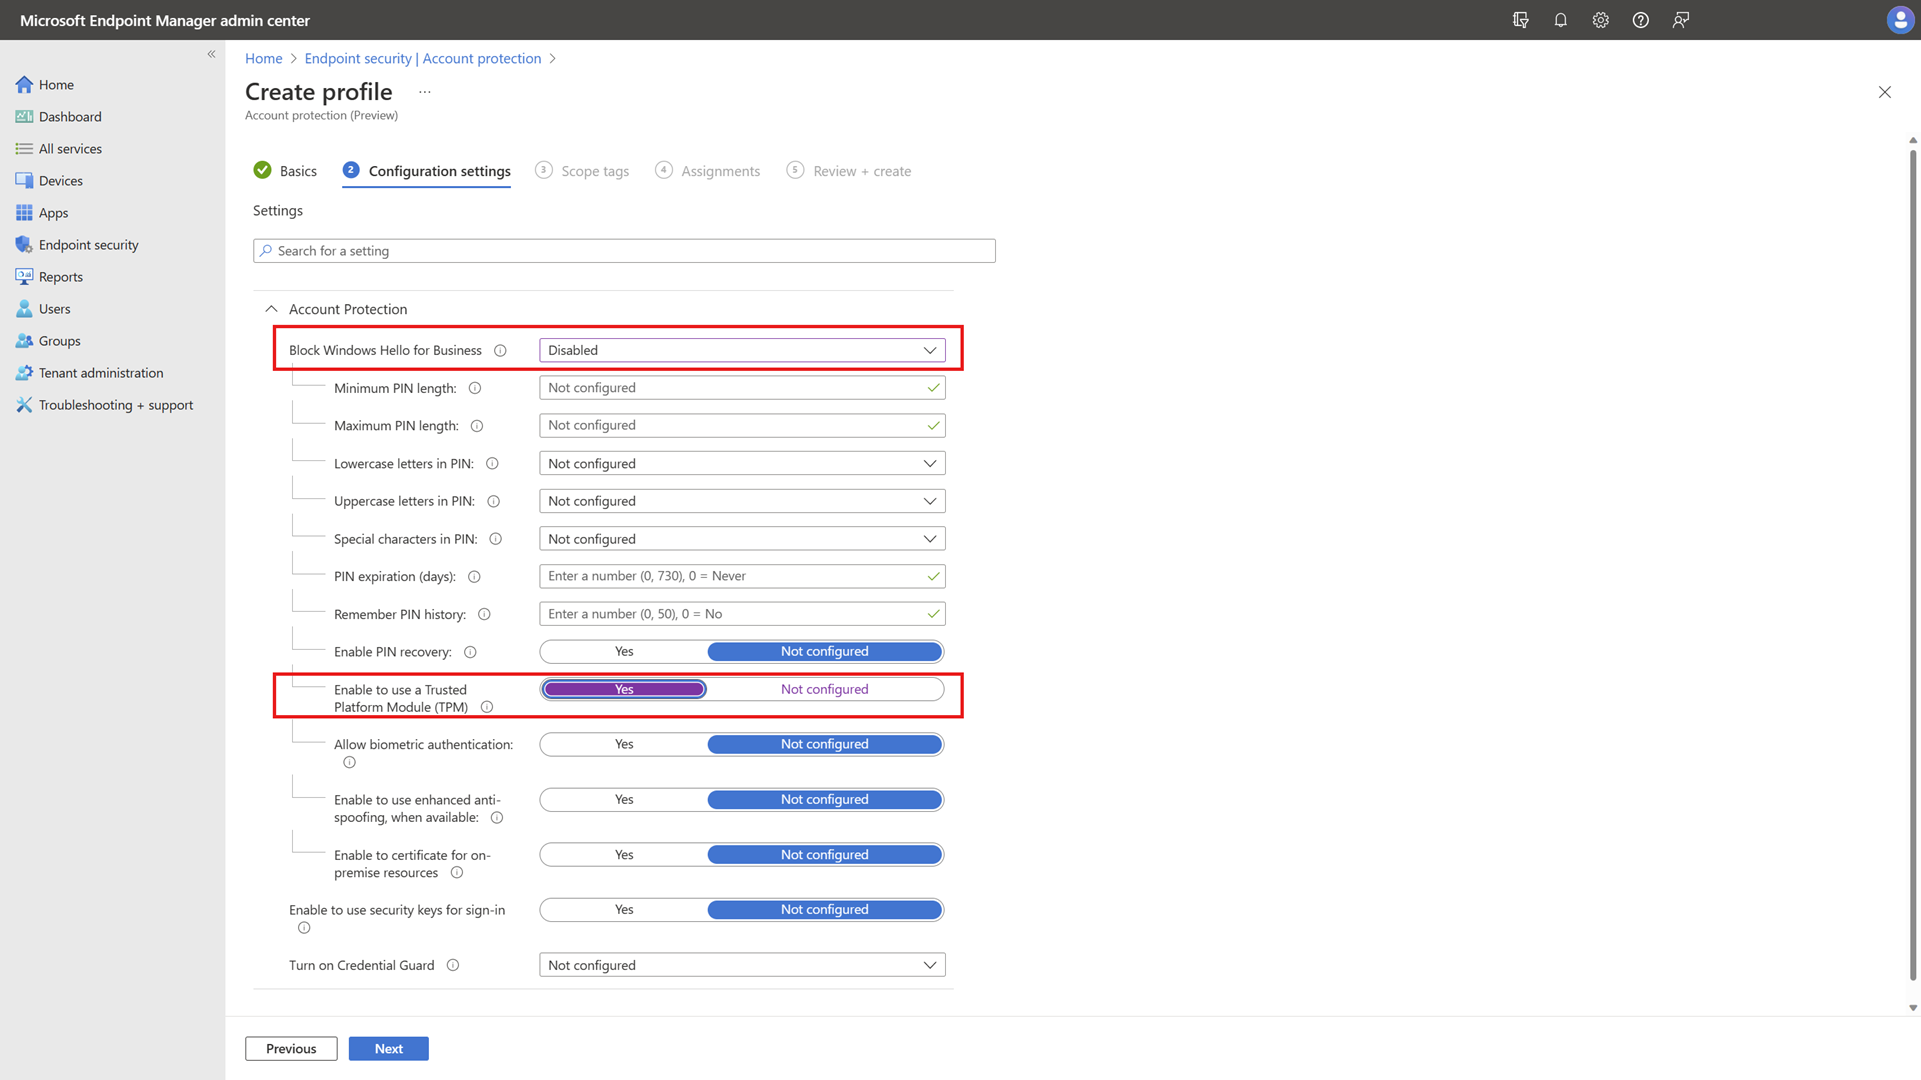 Microsoft Endpoint Manager admin center
«
Home
Dashboard
All services
Devices
Apps
Endpoint security
Reports
Users
Groups
Tenant administration
Troubleshooting + support
Home > Endpoint security | Account protection >
Create profile ...
Account protection (Preview)
Basics
2 Configuration settings
3 Scope tags
4 Assignments
5 Review + create
Settings
Search for a setting
Account Protection
Block Windows Hello for Business Disabled
Minimum PIN length: Not configured
Maximum PIN length: Not configured
Lowercase letters in PIN: Not configured
Uppercase letters in PIN: Not configured
Special characters in PIN: Not configured
PIN expiration (days): Enter a number (0, 730), 0 = Never
Remember PIN history: Enter a number (0, 50), 0 = No
Enable PIN recovery: Yes Not configured
Enable to use a Trusted Yes Not configured
Platform Module (TPM)
Allow biometric authentication: Yes Not configured
Enable to use enhanced anti- Yes Not configured
spoofing, when available:
Enable to certificate for on- Yes Not configured
premise resources
Enable to use security keys for sign-in Yes Not configured
Turn on Credential Guard Not configured
Previous Next